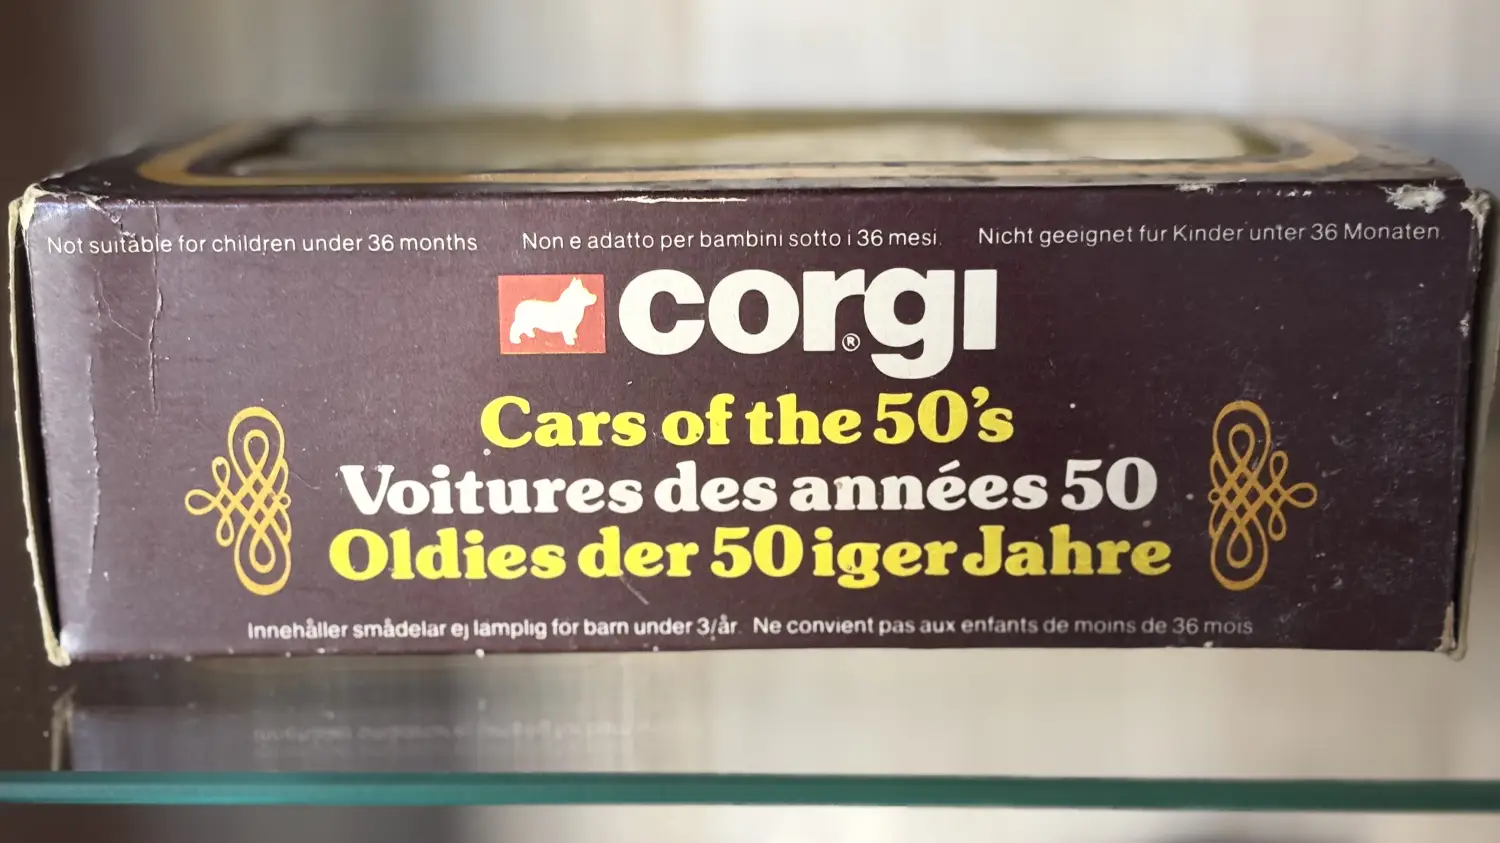 Not suitable for children under 36 months Non e adatto per bambini sotto i 36 mesi. Nicht geeignet fur Kinder unter 36 Monaten.
corgi®
Cars of the 50's
Voitures des années 50
Oldies der 50iger Jahre
Innehåller smådelar ej lämplig för barn under 3/år. Ne convient pas aux enfants de moins de 36 mois